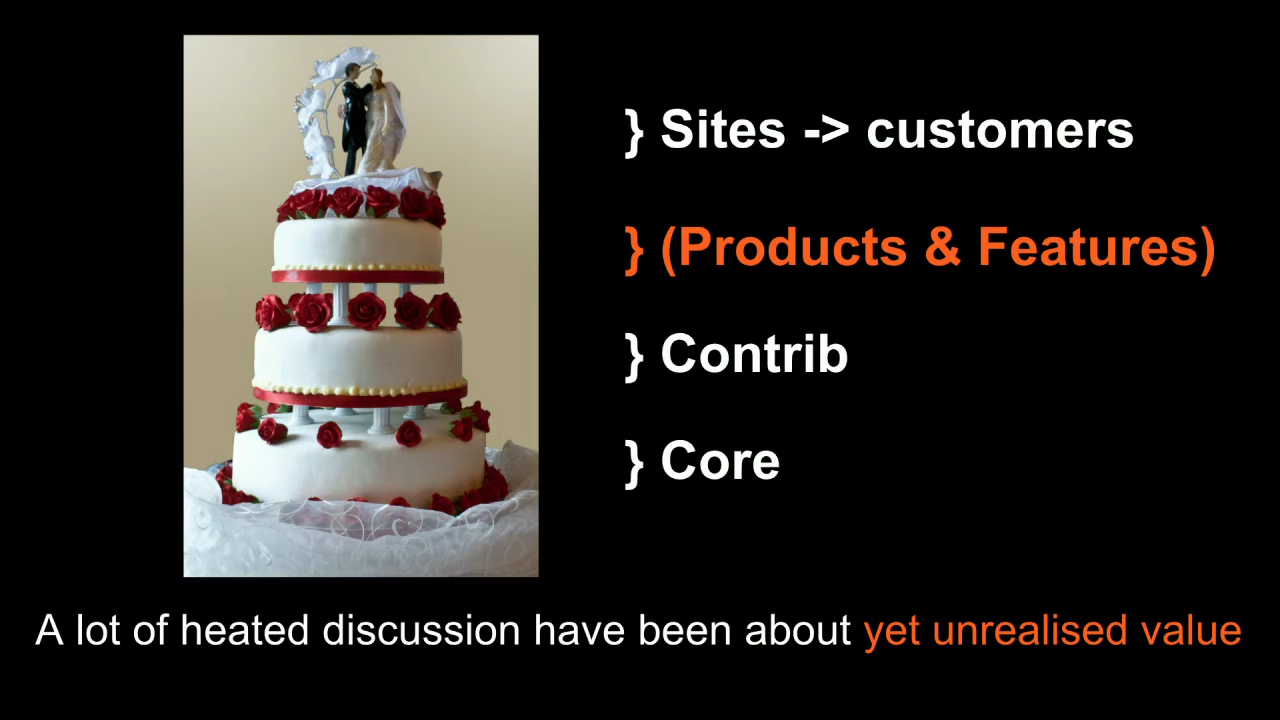 } Sites -> customers
} (Products & Features)
} Contrib
} Core
A lot of heated discussion have been about yet unrealised value